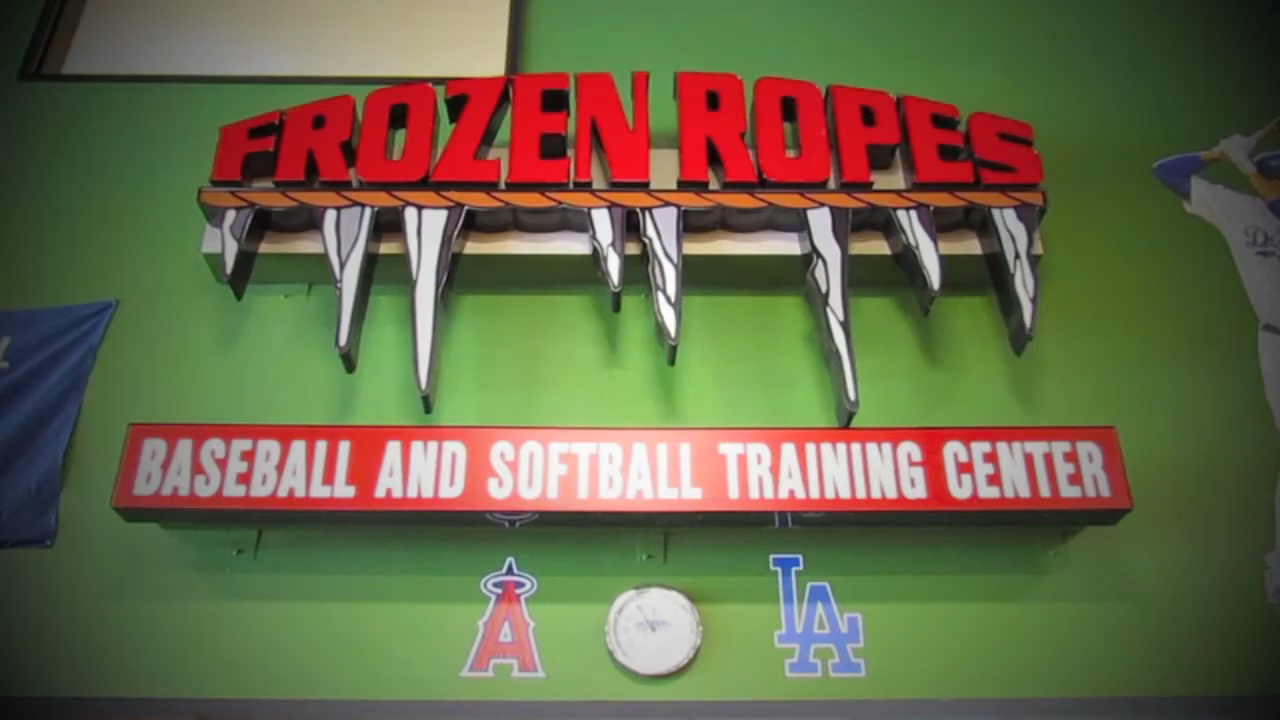 FROZEN ROPES
BASEBALL AND SOFTBALL TRAINING CENTER
A
LA